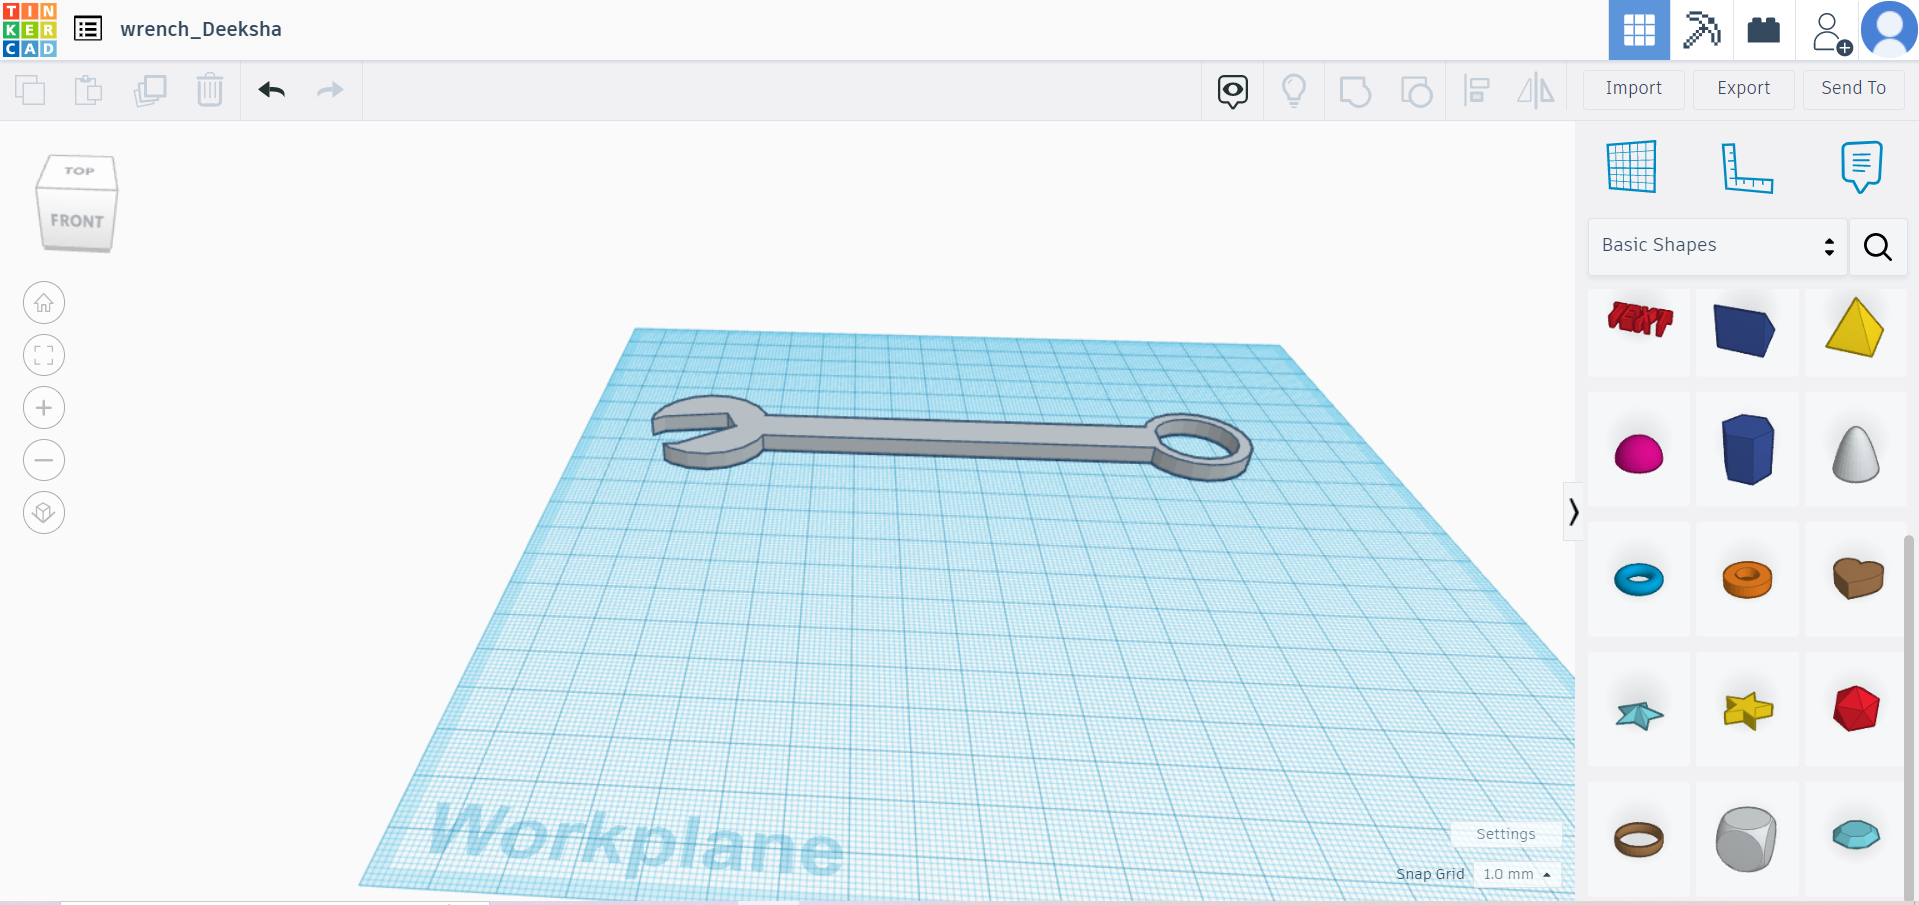 TIN
KER
CAD
wrench_Deeksha
Import
Export
Send To
TOP
FRONT
Basic Shapes
TEXT
Workplane
Settings
Snap Grid 1.0 mm